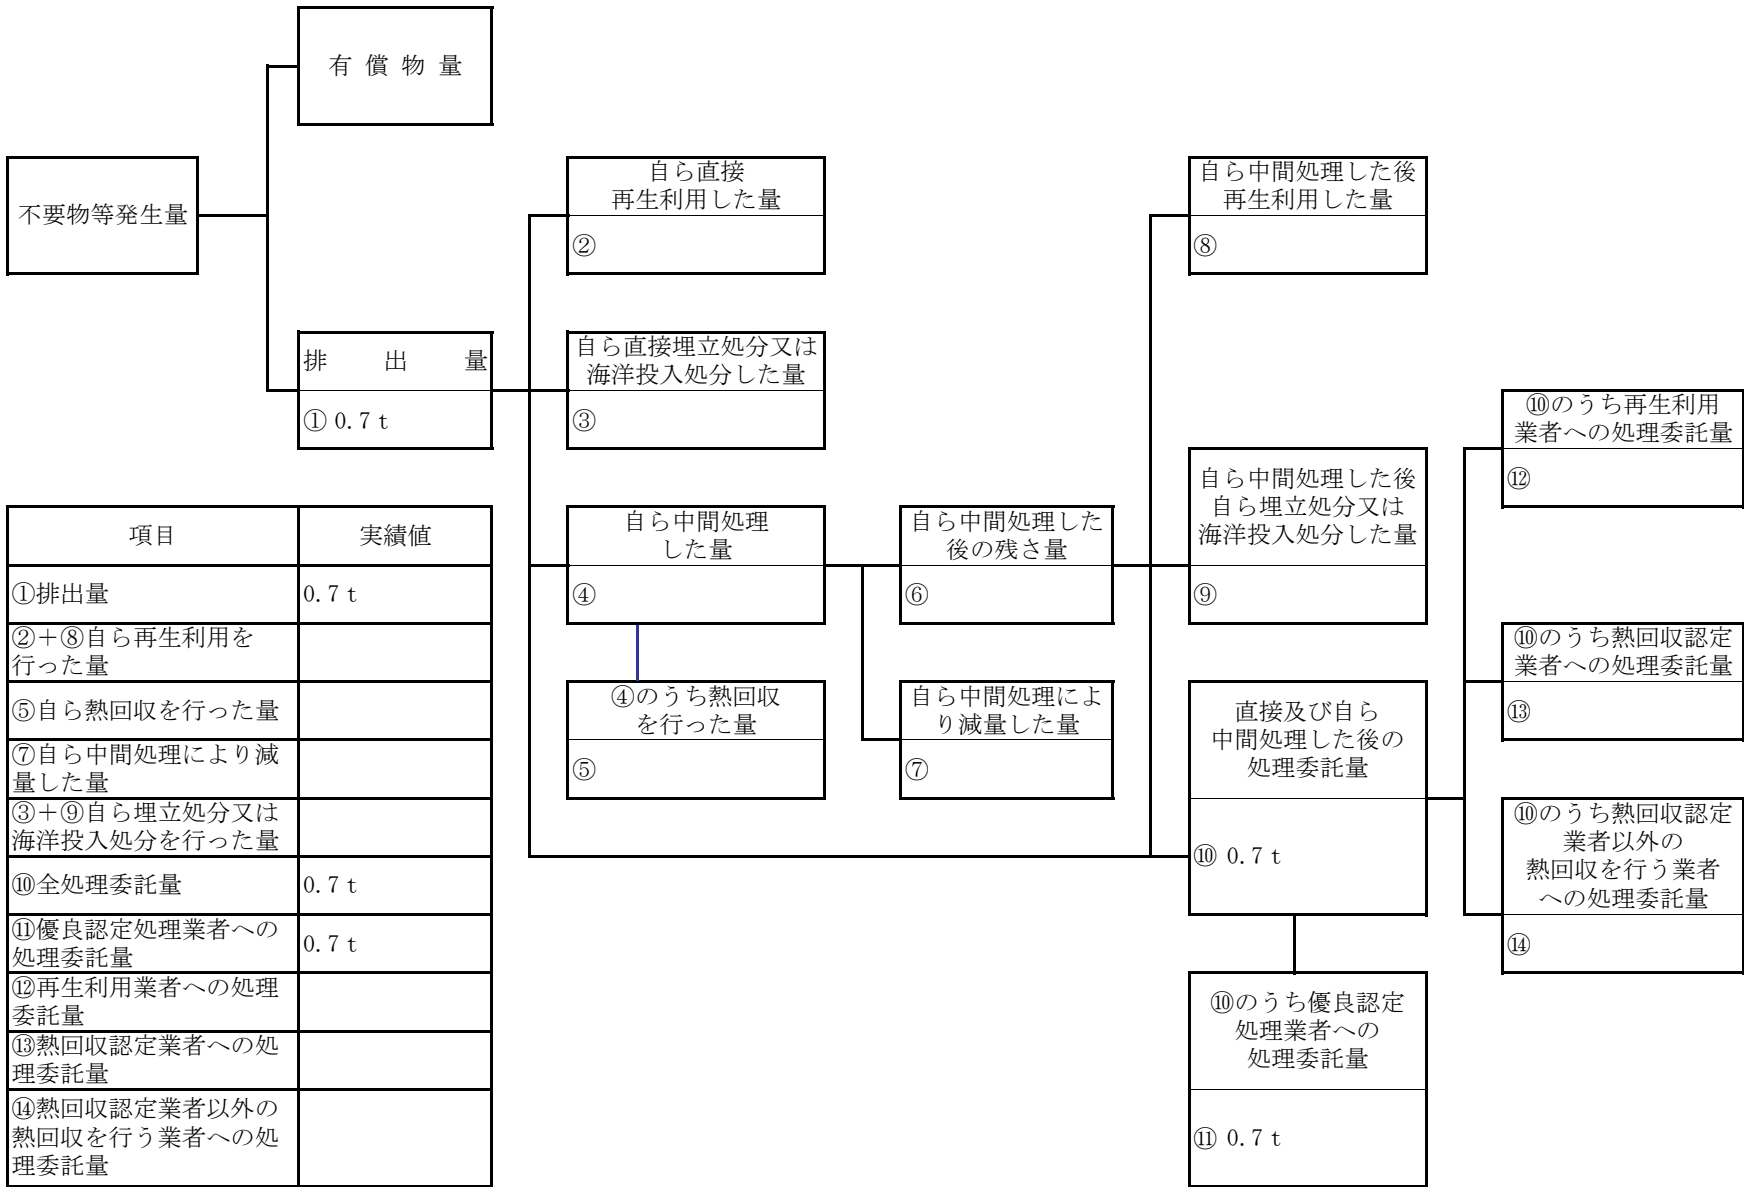 有償物量
不要物等発生量
自ら直接
再生利用した量
②
自ら中間処理した後
再生利用した量
⑧
排出量
①0.7t
自ら直接埋立処分又は
海洋投入処分した量
③
⑩のうち再生利用
業者への処理委託量
⑫
自ら中間処理した後
自ら埋立処分又は
海洋投入処分した量
⑨
自ら中間処理
した量
④
自ら中間処理した
後の残さ量
⑥
⑩のうち熱回収認定
業者への処理委託量
⑬
④のうち熱回収
を行った量
⑤
自ら中間処理によ
り減量した量
⑦
直接及び自ら
中間処理した後の
処理委託量
⑩ 0.7t
⑩のうち熱回収認定
業者以外の
熱回収を行う業者
への処理委託量
⑭
⑩のうち優良認定
処理業者への
処理委託量
⑪ 0.7t
項目 実績値
①排出量 0.7t
②+⑧自ら再生利用を
行った量
⑤自ら熱回収を行った量
⑦自ら中間処理により減
量した量
③+⑨自ら埋立処分又は
海洋投入処分を行った量
⑩全処理委託量 0.7t
⑪優良認定処理業者への
処理委託量 0.7t
⑫再生利用業者への処理
委託量
⑬熱回収認定業者への処
理委託量
⑭熱回収認定業者以外の
熱回収を行う業者への処
理委託量